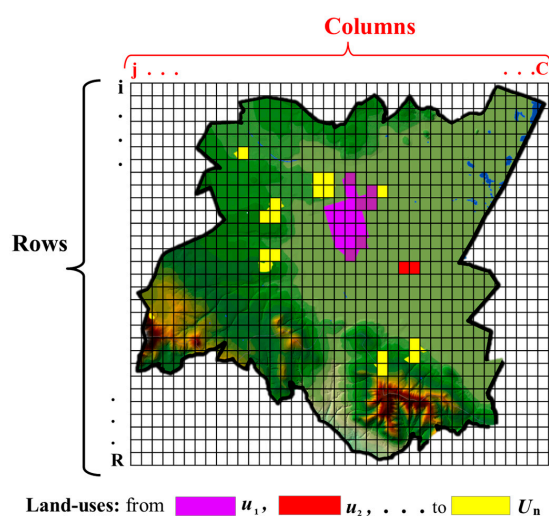 Columns
j . . . . . . C
i
.
.
.
Rows
.
.
.
R
Land-uses: from u₁, u₂, . . . to Uₙ